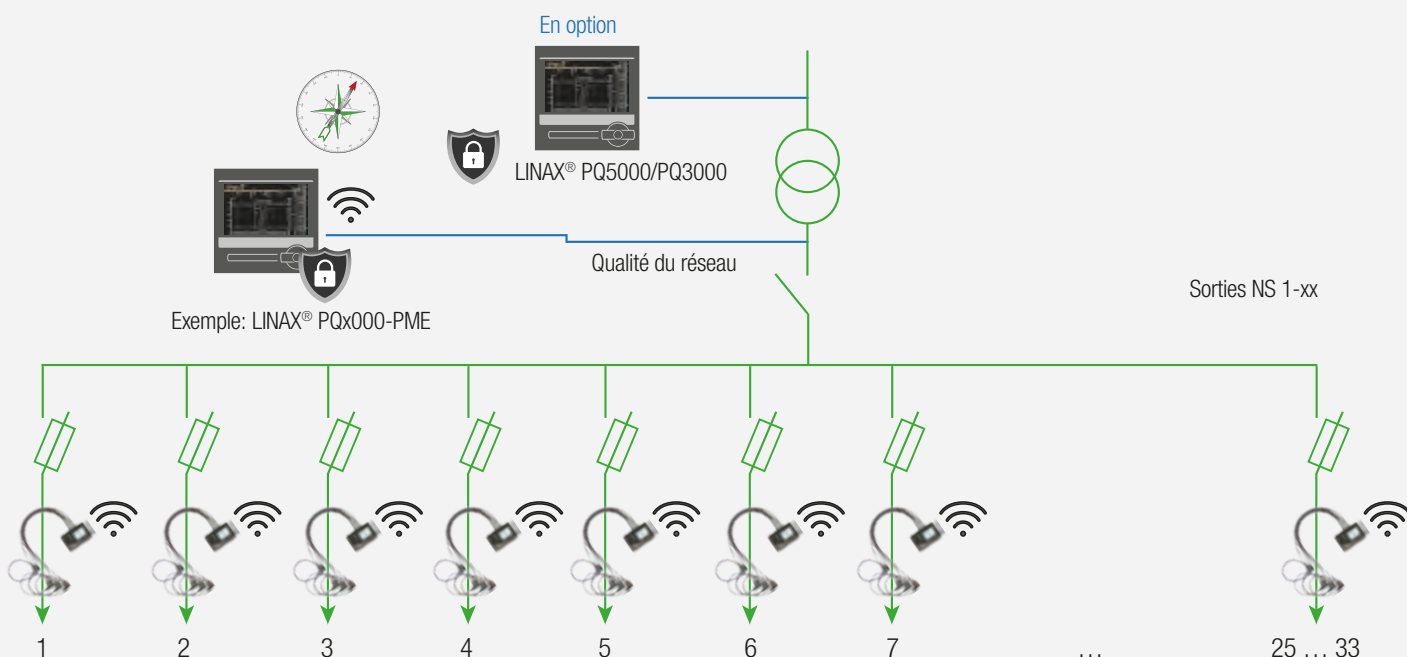 En option
LINAX® PQ5000/PQ3000
Qualité du réseau
Exemple: LINAX® PQx000-PME
Sorties NS 1-xx
1 2 3 4 5 6 7 … 25 … 33